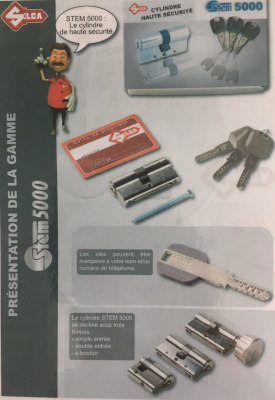 SILCA
STEM 5000 :
Le cylindre
de haute sécurité
SILCA
CYLINDRE
HAUTE SÉCURITÉ
Stem 5000
PRÉSENTATION DE LA GAMME
Stem 5000
SILCA
Les clés peuvent être
marquées à votre nom et/ou
numéro de téléphone.
Le cylindre STEM 5000
se décline sous trois
formes :
- simple entrée
- double entrée
- à bouton